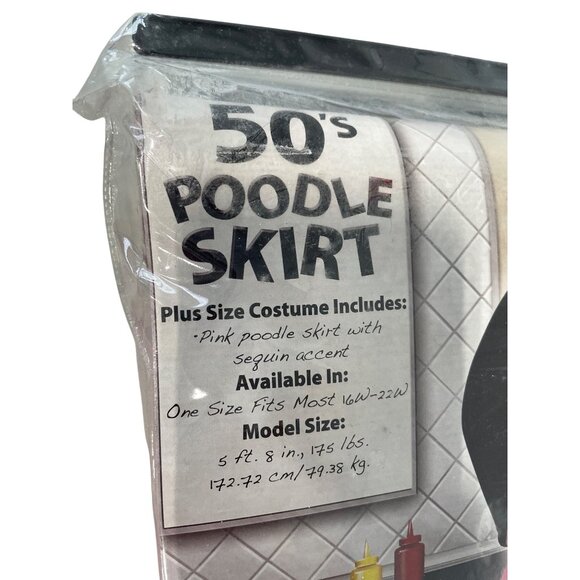 50's
POODLE
SKIRT
Plus Size Costume Includes:
•Pink poodle skirt with
sequin accent
Available In:
One Size Fits Most 16W-22W
Model Size:
5 ft. 8 in., 175 lbs.
172.72 cm/79.38 kg.